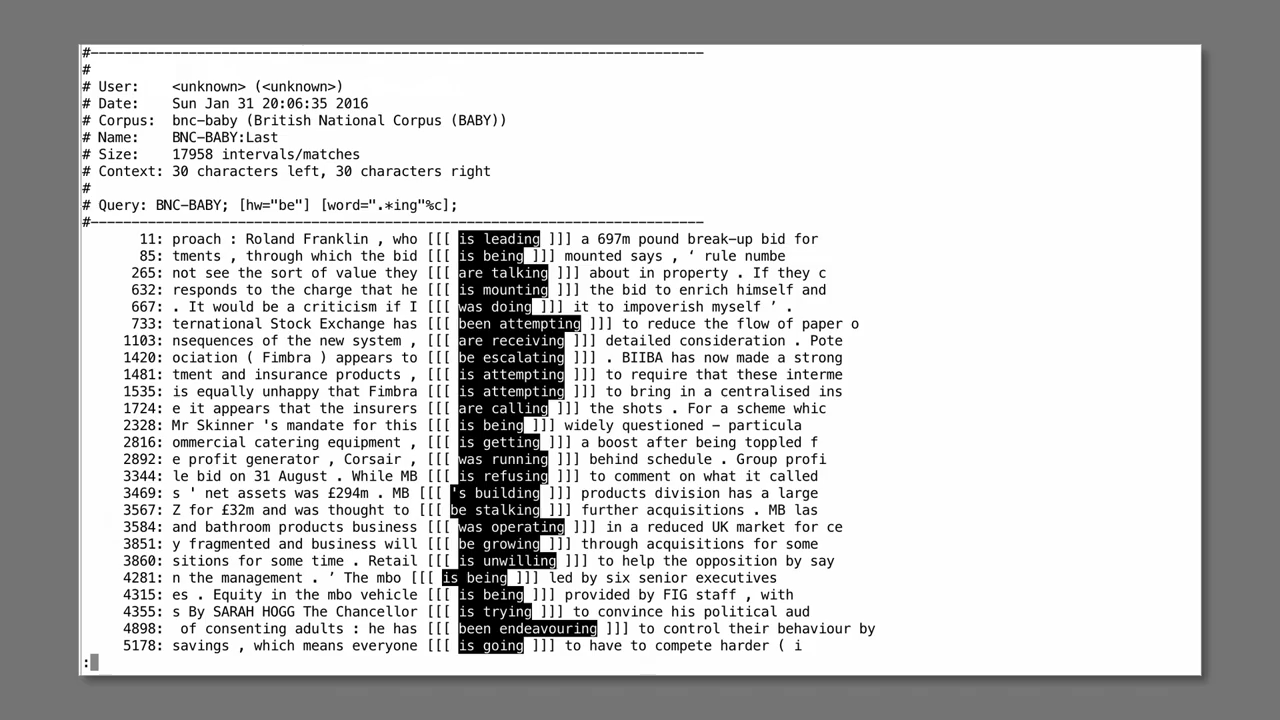 #---------------------------------------------------------------------------
#
# User:    <unknown> (<unknown>)
# Date:    Sun Jan 31 20:06:35 2016
# Corpus:  bnc-baby (British National Corpus (BABY))
# Name:    BNC-BABY:Last
# Size:    17958 intervals/matches
# Context: 30 characters left, 30 characters right
#
# Query: BNC-BABY; [hw="be"] [word=".*ing"%c];
#---------------------------------------------------------------------------
11: proach : Roland Franklin , who [[[ is leading ]]] a 697m pound break-up bid for
85: tments , through which the bid [[[ is being ]]] mounted says , ‘ rule numbe
265: not see the sort of value they [[[ are talking ]]] about in property . If they c
632: responds to the charge that he [[[ is mounting ]]] the bid to enrich himself and
667: . It would be a criticism if I [[[ was doing ]]] it to impoverish myself ’ .
733: ternational Stock Exchange has [[[ been attempting ]]] to reduce the flow of paper o
1103: nsequences of the new system , [[[ are receiving ]]] detailed consideration . Pote
1420: ociation ( Fimbra ) appears to [[[ be escalating ]]] . BIIBA has now made a strong
1481: tment and insurance products , [[[ is attempting ]]] to require that these interme
1535: is equally unhappy that Fimbra [[[ is attempting ]]] to bring in a centralised ins
1724: e it appears that the insurers [[[ are calling ]]] the shots . For a scheme whic
2328: Mr Skinner 's mandate for this [[[ is being ]]] widely questioned — particula
2816: ommercial catering equipment , [[[ is getting ]]] a boost after being toppled f
2892: e profit generator , Corsair , [[[ was running ]]] behind schedule . Group profi
3344: le bid on 31 August . While MB [[[ is refusing ]]] to comment on what it called
3469: s ' net assets was £294m . MB [[[ 's building ]]] products division has a large
3567: Z for £32m and was thought to [[[ be stalking ]]] further acquisitions . MB las
3584: and bathroom products business [[[ was operating ]]] in a reduced UK market for ce
3851: y fragmented and business will [[[ be growing ]]] through acquisitions for some
3860: sitions for some time . Retail [[[ is unwilling ]]] to help the opposition by say
4281: n the management . ’ The mbo [[[ is being ]]] led by six senior executives
4315: es . Equity in the mbo vehicle [[[ is being ]]] provided by FIG staff , with
4355: s By SARAH HOGG The Chancellor [[[ is trying ]]] to convince his political aud
4898:  of consenting adults : he has [[[ been endeavouring ]]] to control their behaviour by
5178: savings , which means everyone [[[ is going ]]] to have to compete harder ( i
: